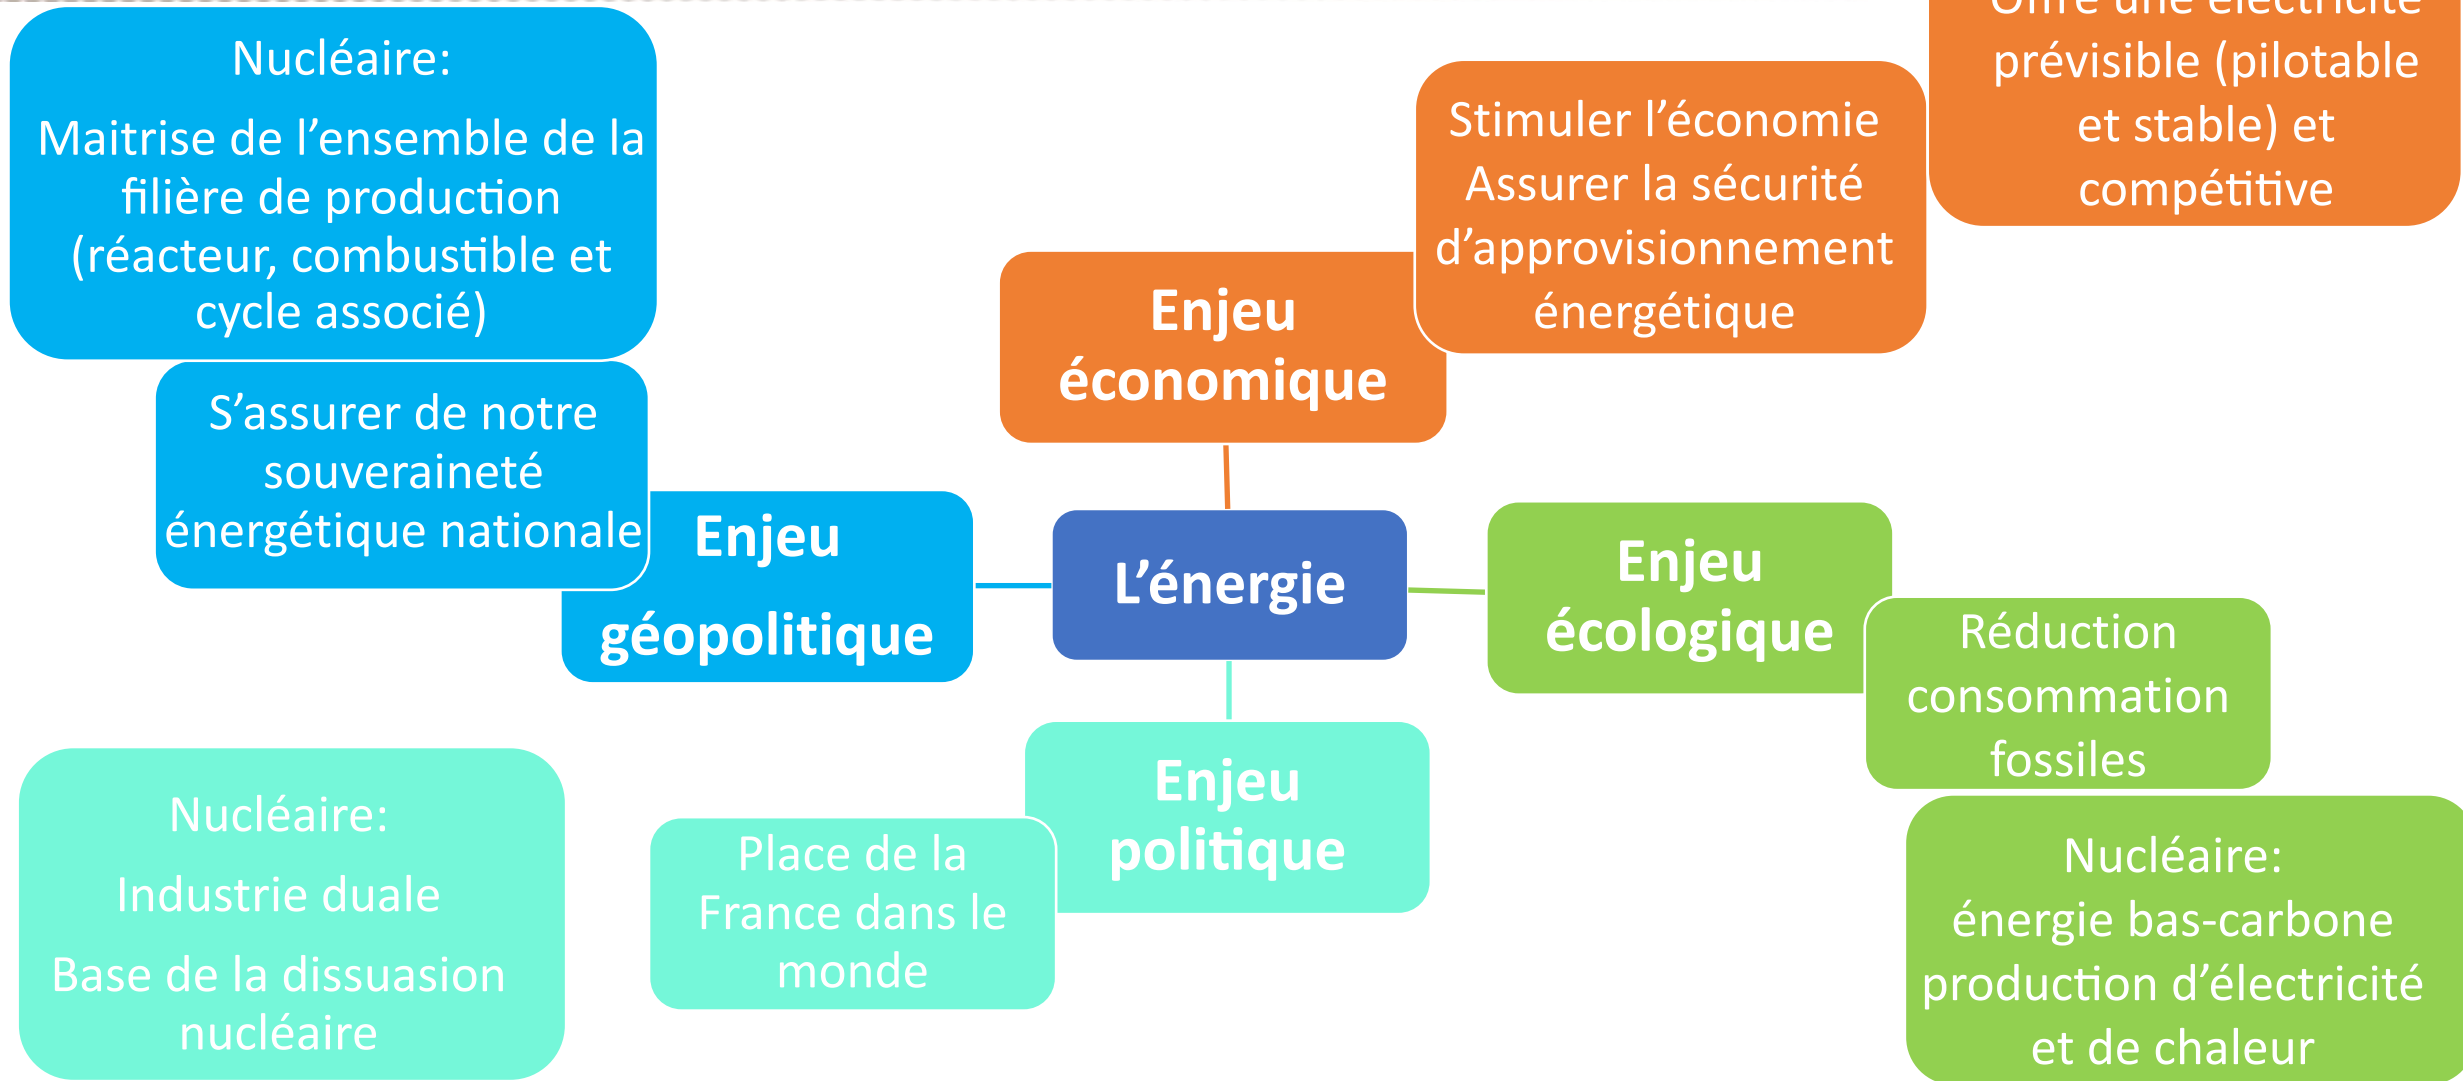 Nucléaire:
Maitrise de l’ensemble de la
filière de production
(réacteur, combustible et
cycle associé)
S’assurer de notre
souveraineté
énergétique nationale
Enjeu
géopolitique
Enjeu
économique
Stimuler l’économie
Assurer la sécurité
d’approvisionnement
énergétique
Offre une électricité
prévisible (pilotable
et stable) et
compétitive
L’énergie
Enjeu
écologique
Réduction
consommation
fossiles
Nucléaire:
énergie bas-carbone
production d’électricité
et de chaleur
Enjeu
politique
Place de la
France dans le
monde
Nucléaire:
Industrie duale
Base de la dissuasion
nucléaire